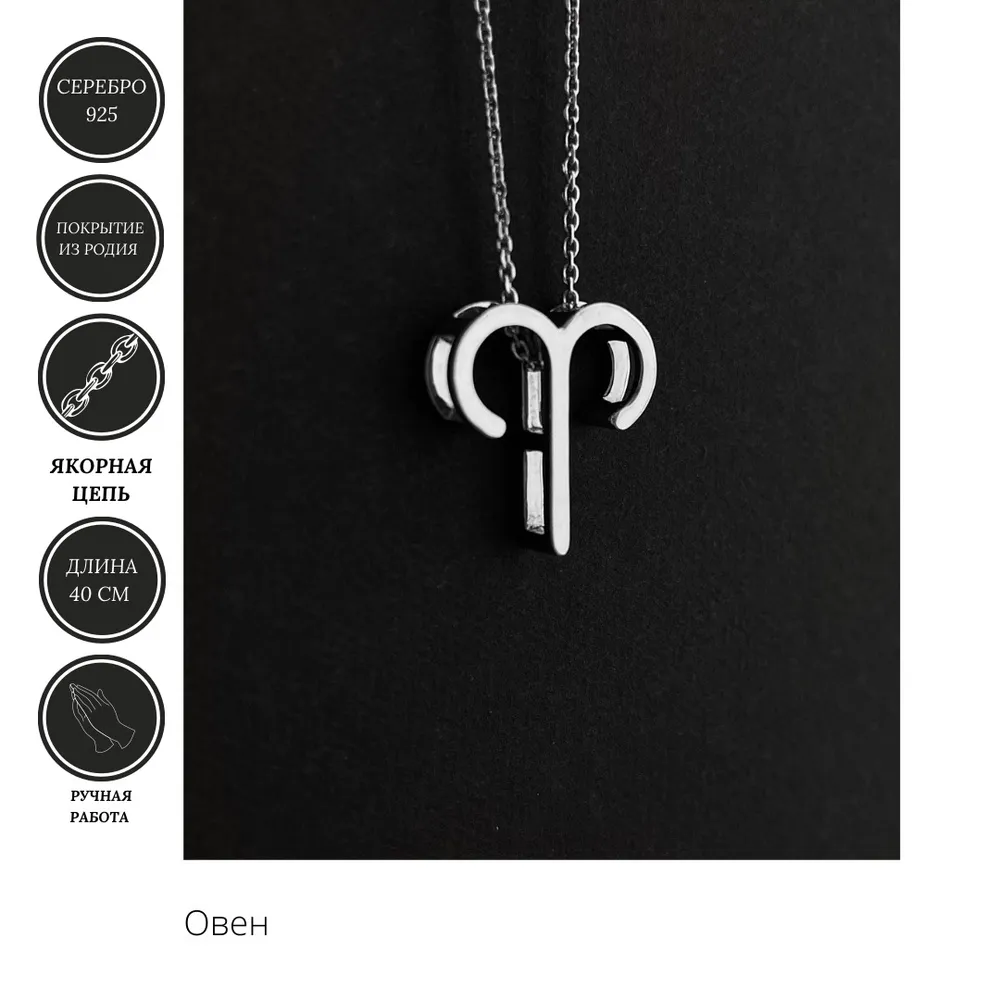 СЕРЕБРО
925
ПОКРЫТИЕ
ИЗ РОДИЯ
ЯКОРНАЯ
ЦЕПЬ
ДЛИНА
40 СМ
РУЧНАЯ
РАБОТА
Овен